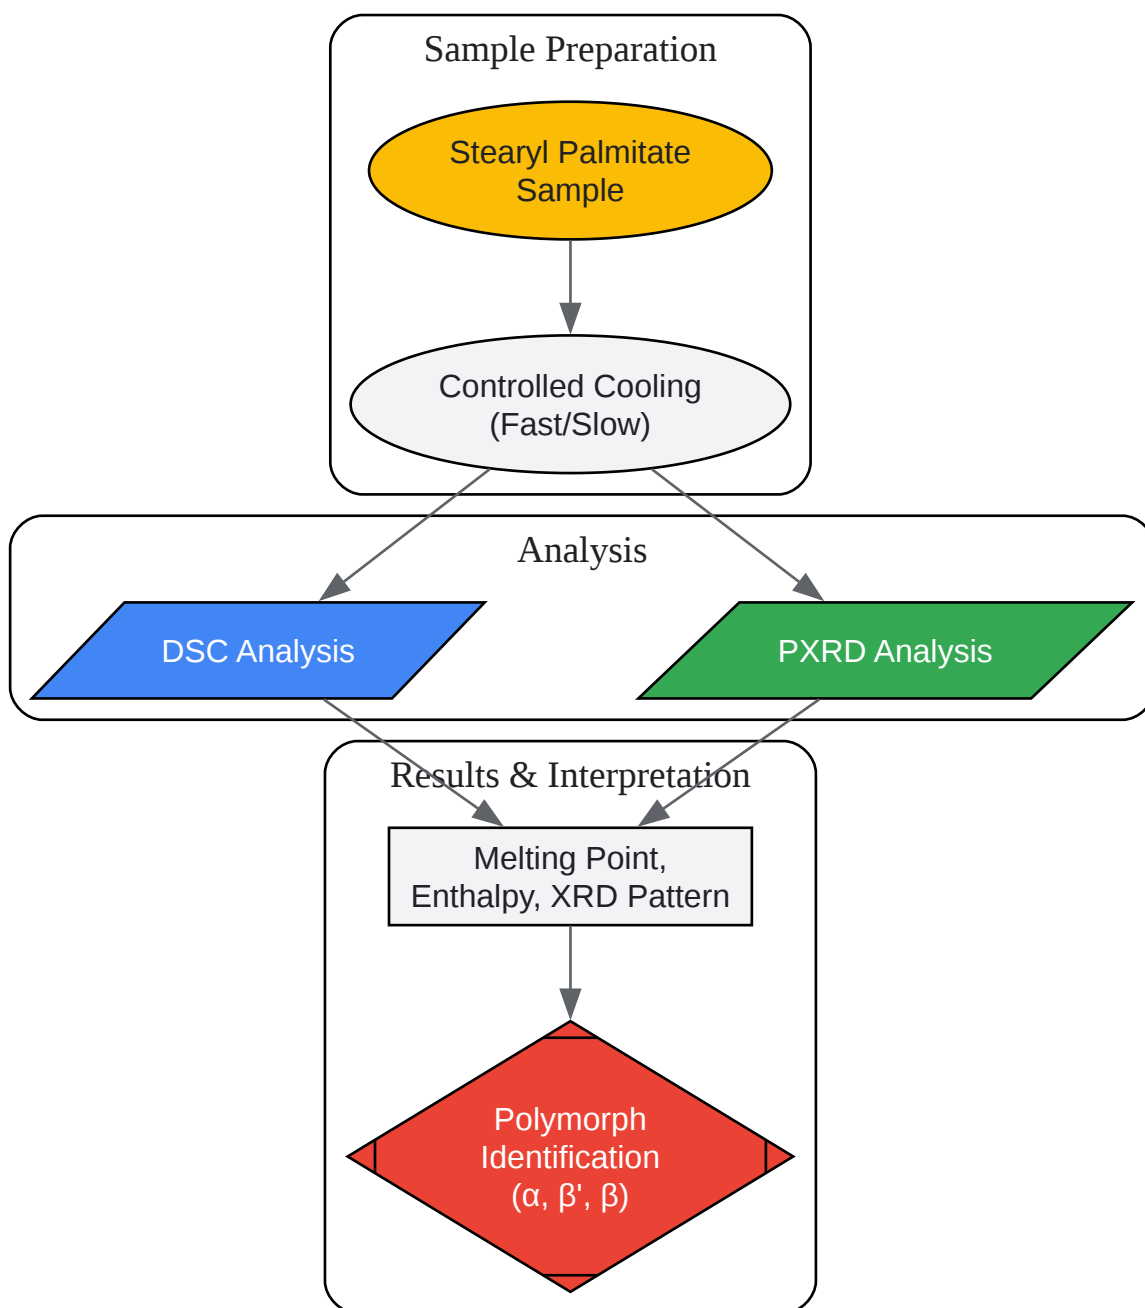 Sample Preparation
Stearyl Palmitate
Sample
Controlled Cooling
(Fast/Slow)
Analysis
DSC Analysis
PXRD Analysis
Results & Interpretation
Melting Point,
Enthalpy, XRD Pattern
Polymorph
Identification
(α, β', β)